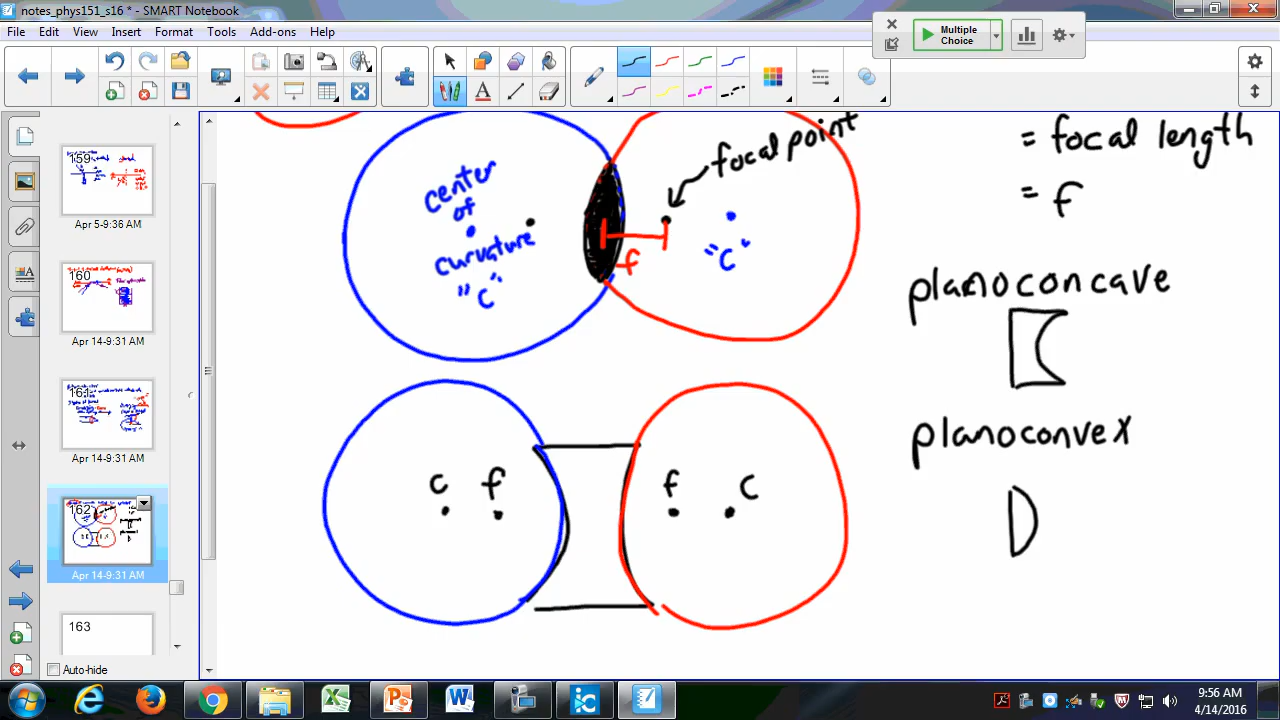 notes_phys151_s16 * - SMART Notebook
File Edit View Insert Format Tools Add-ons Help
Multiple
Choice
159
Apr 5-9:36 AM
160
Apr 14-9:31 AM
161
Apr 14-9:31 AM
162
Apr 14-9:31 AM
163
Auto-hide
center
of
curvature
"C"
focal point
f
"C"
= focal length
= f
planoconcave
planoconvex
C f
f C
9:56 AM
4/14/2016